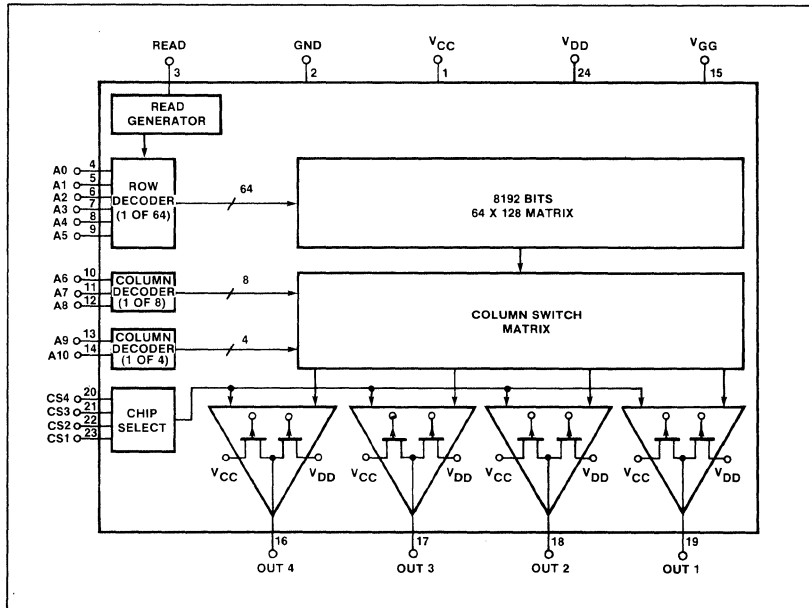 READ GND VCC VDD VGG
3 2 1 24 15
READ
GENERATOR
A0 4
A1 5
A2 6
A3 7
A4 8
A5 9
ROW
DECODER
(1 OF 64)
64
8192 BITS
64 X 128 MATRIX
A6 10
A7 11
A8 12
COLUMN
DECODER
(1 OF 8)
8
COLUMN SWITCH
MATRIX
A9 13
A10 14
COLUMN
DECODER
(1 OF 4)
4
CS4 20
CS3 21
CS2 22
CS1 23
CHIP
SELECT
VCC VDD VCC VDD VCC VDD VCC VDD
16 17 18 19
OUT 4 OUT 3 OUT 2 OUT 1